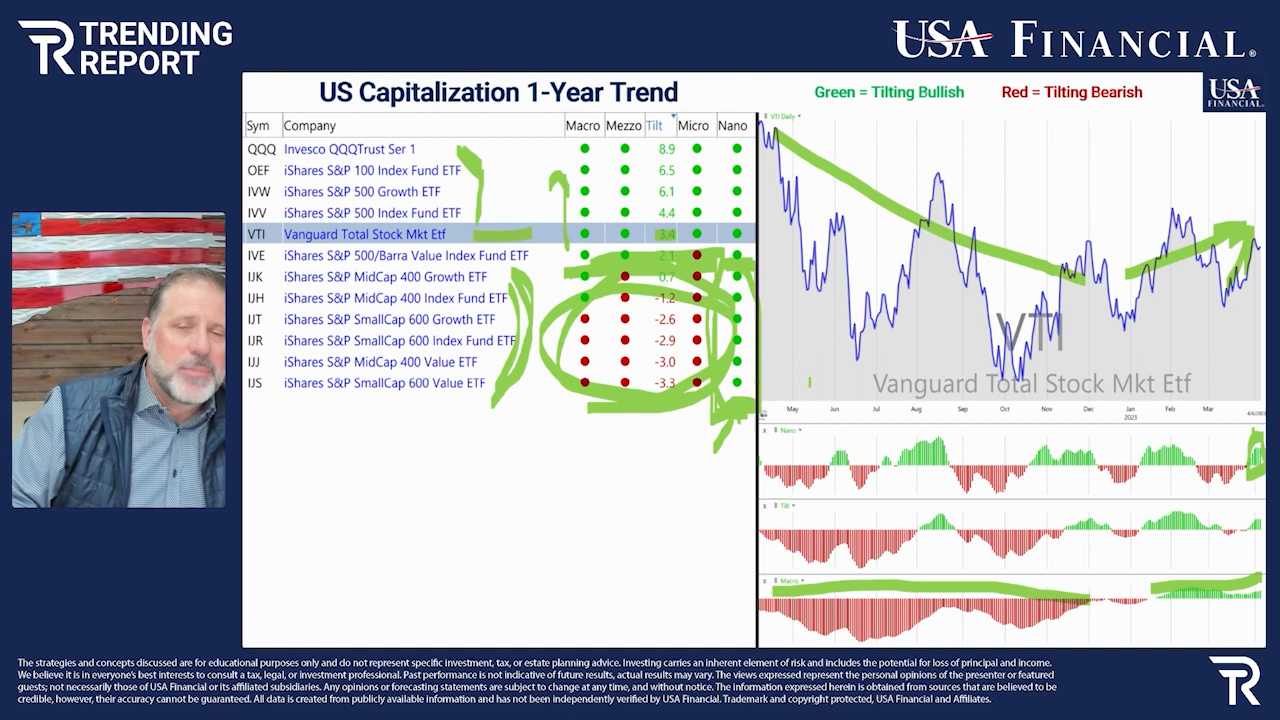 TRENDING
REPORT
USA FINANCIAL®
US Capitalization 1-Year Trend
Green = Tilting Bullish Red = Tilting Bearish
USA
FINANCIAL
Sym Company Macro Mezzo Tilt Micro Nano
QQQ Invesco QQQTrust Ser 1 8.9
OEF iShares S&P 100 Index Fund ETF 6.5
IVW iShares S&P 500 Growth ETF 6.1
IVV iShares S&P 500 Index Fund ETF 4.4
VTI Vanguard Total Stock Mkt Etf 3.4
IVE iShares S&P 500/Barra Value Index Fund ETF 2.1
IJK iShares S&P MidCap 400 Growth ETF 0.7
IJH iShares S&P MidCap 400 Index Fund ETF -1.2
IJT iShares S&P SmallCap 600 Growth ETF -2.6
IJR iShares S&P SmallCap 600 Index Fund ETF -2.9
IJJ iShares S&P MidCap 400 Value ETF -3.0
IJS iShares S&P SmallCap 600 Value ETF -3.3
VTI Daily
VTI
Vanguard Total Stock Mkt Etf
May Jun Jul Aug Sep Oct Nov Dec Jan Feb Mar
2023
Nano
Tilt
Macro
The strategies and concepts discussed are for educational purposes only and do not represent specific investment, tax, or estate planning advice. Investing carries an inherent element of risk and includes the potential for loss of principal and income.
We believe it is in everyone's best interests to consult a tax, legal, or investment professional. Past performance is not indicative of future results, actual results may vary. The views expressed represent the personal opinions of the presenter or featured
guests; not necessarily those of USA Financial or its affiliated subsidiaries. Any opinions or forecasting statements are subject to change at any time, and without notice. The information expressed herein is obtained from sources that are believed to be
credible, however, their accuracy cannot be guaranteed. All data is created from publicly available information and has not been independently verified by USA Financial. Trademark and copyright protected, USA Financial and Affiliates.